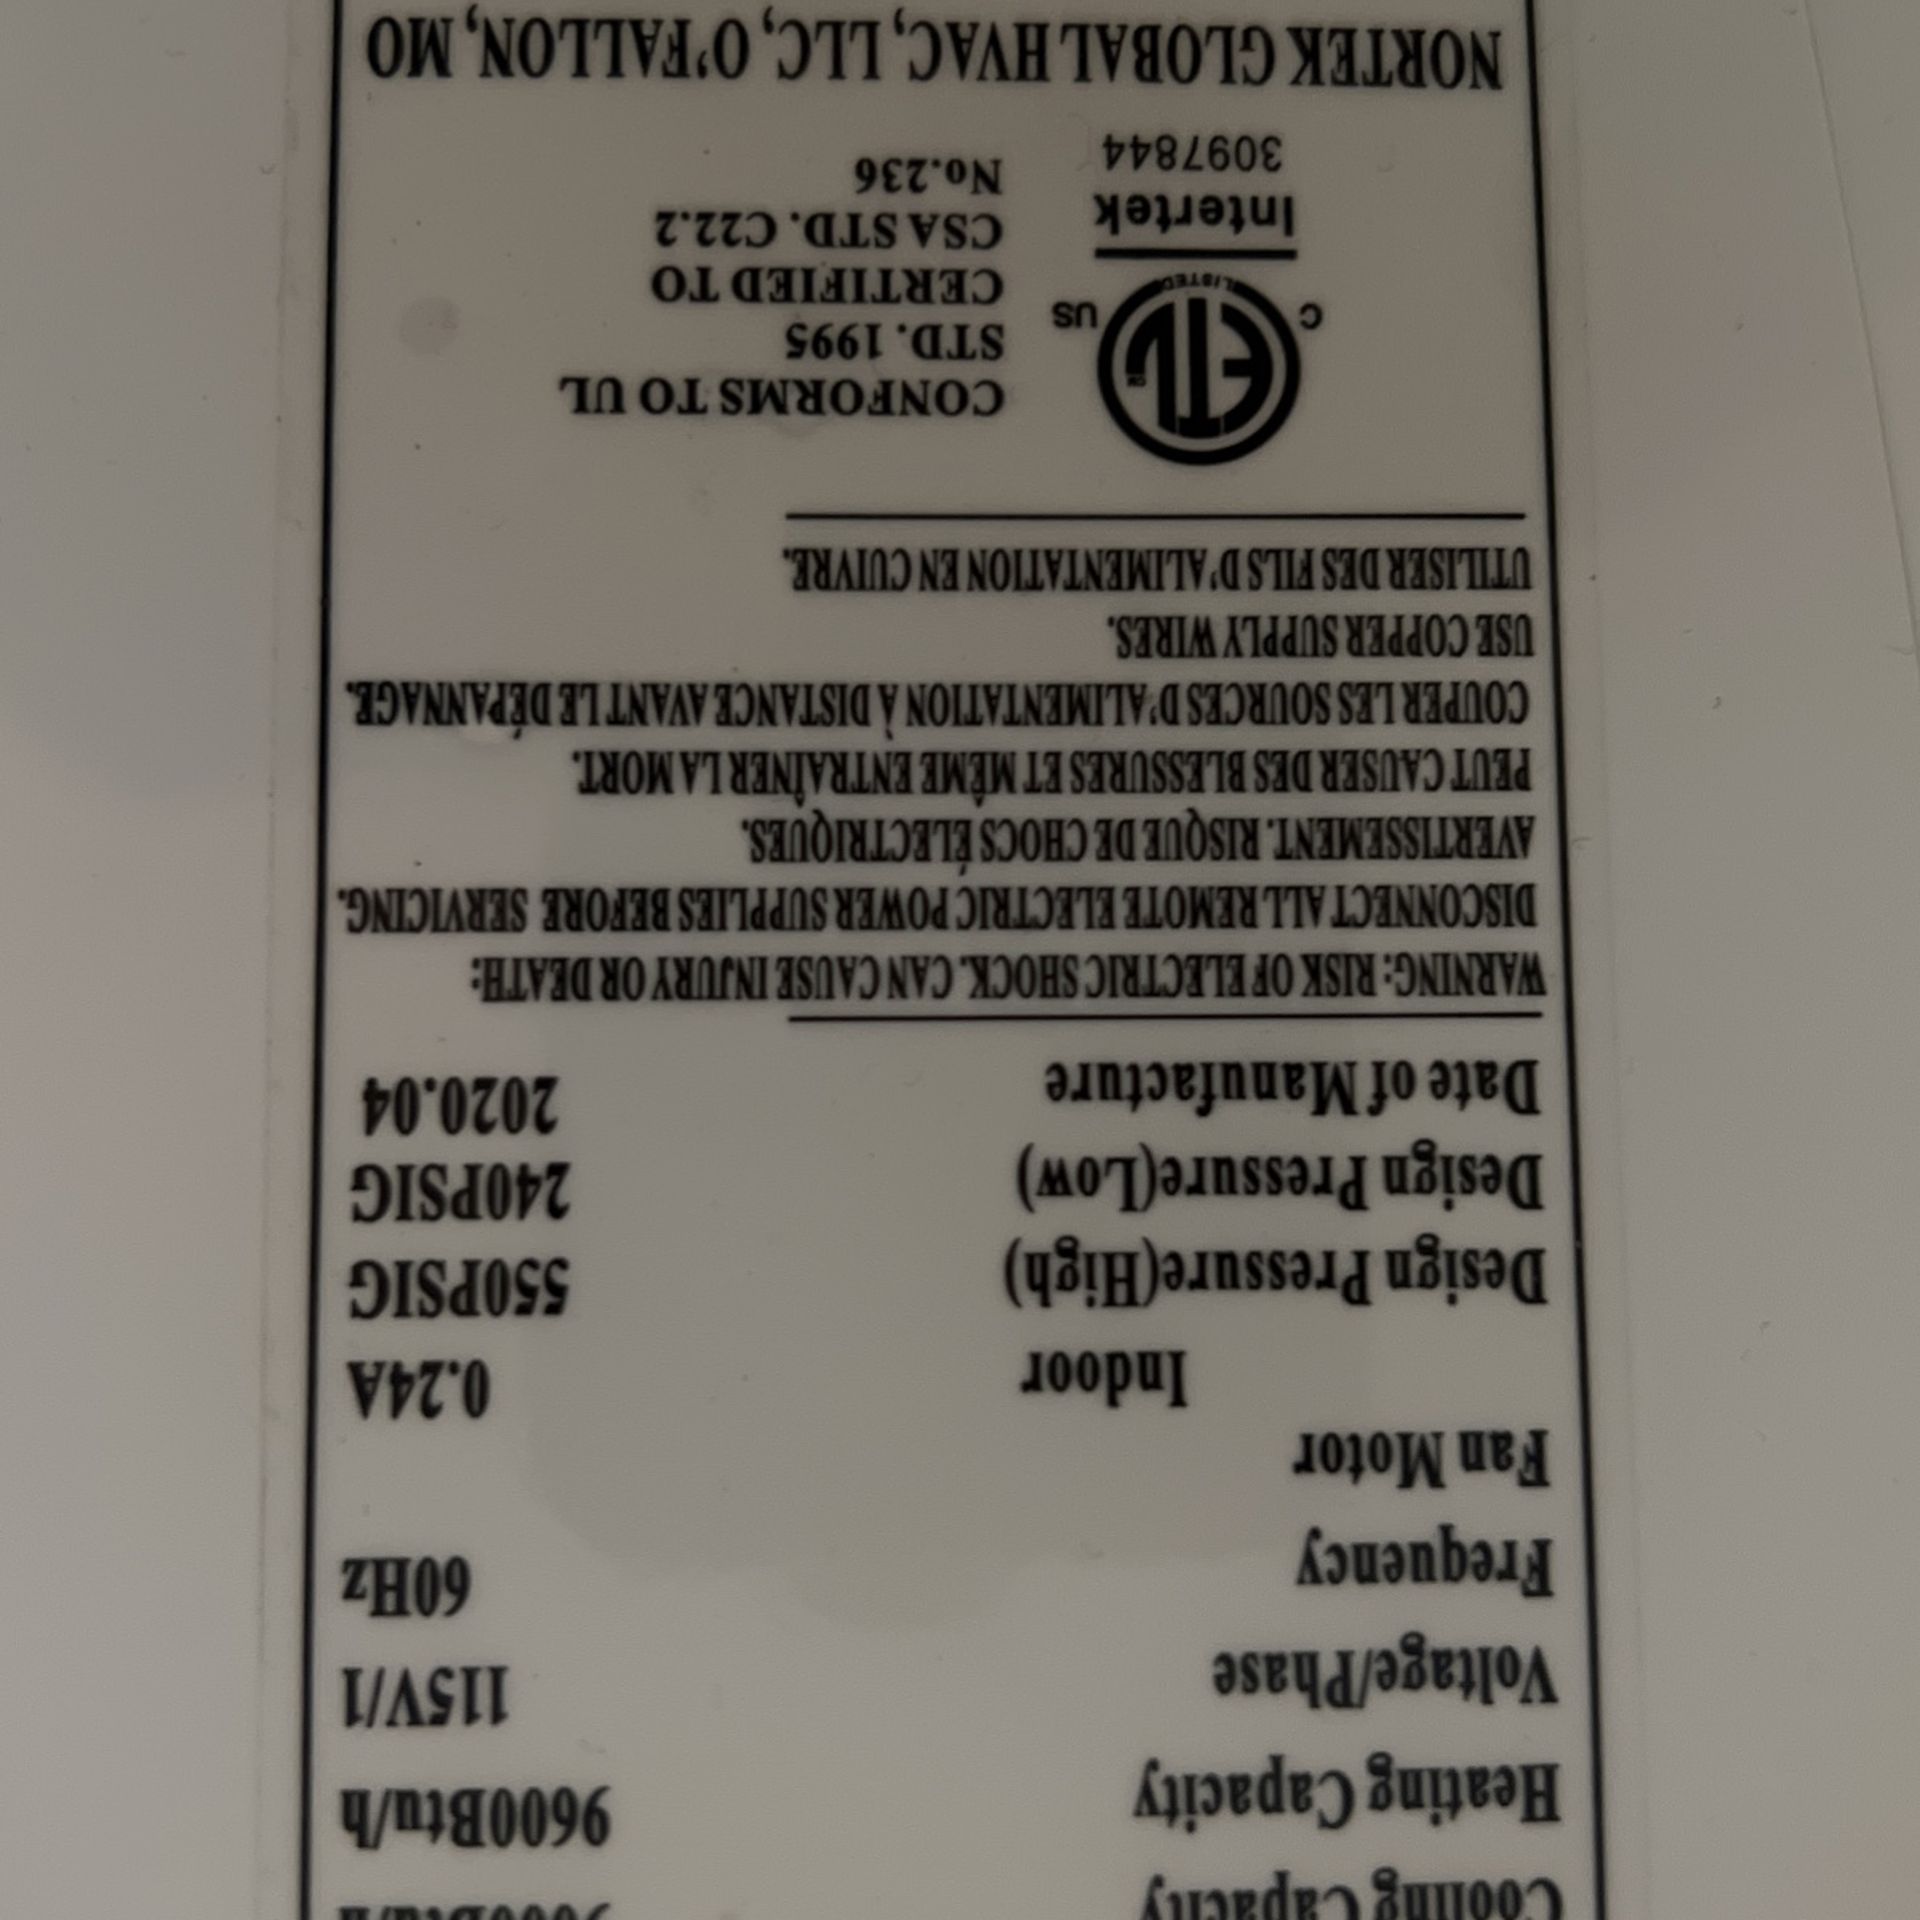 Cooling Capacity
Heating Capacity 9600Btu/h
Voltage/Phase 115V/1
Frequency 60Hz
Fan Motor
Indoor 0.24A
Design Pressure(High) 550PSIG
Design Pressure(Low) 240PSIG
Date of Manufacture 2020.04
WARNING: RISK OF ELECTRIC SHOCK. CAN CAUSE INJURY OR DEATH:
DISCONNECT ALL REMOTE ELECTRIC POWER SUPPLIES BEFORE SERVICING.
AVERTISSEMENT. RISQUE DE CHOCS ÉLECTRIQUES.
PEUT CAUSER DES BLESSURES ET MÊME ENTRAÎNER LA MORT.
COUPER LES SOURCES D'ALIMENTATION À DISTANCE AVANT LE DÉPANNAGE.
USE COPPER SUPPLY WIRES.
UTILISER DES FILS D'ALIMENTATION EN CUIVRE.
ETL CM
LISTED
C US
Intertek
3097844
CONFORMS TO UL
STD. 1995
CERTIFIED TO
CSA STD. C22.2
No.236
NORTEK GLOBAL HVAC, LLC, O'FALLON, MO